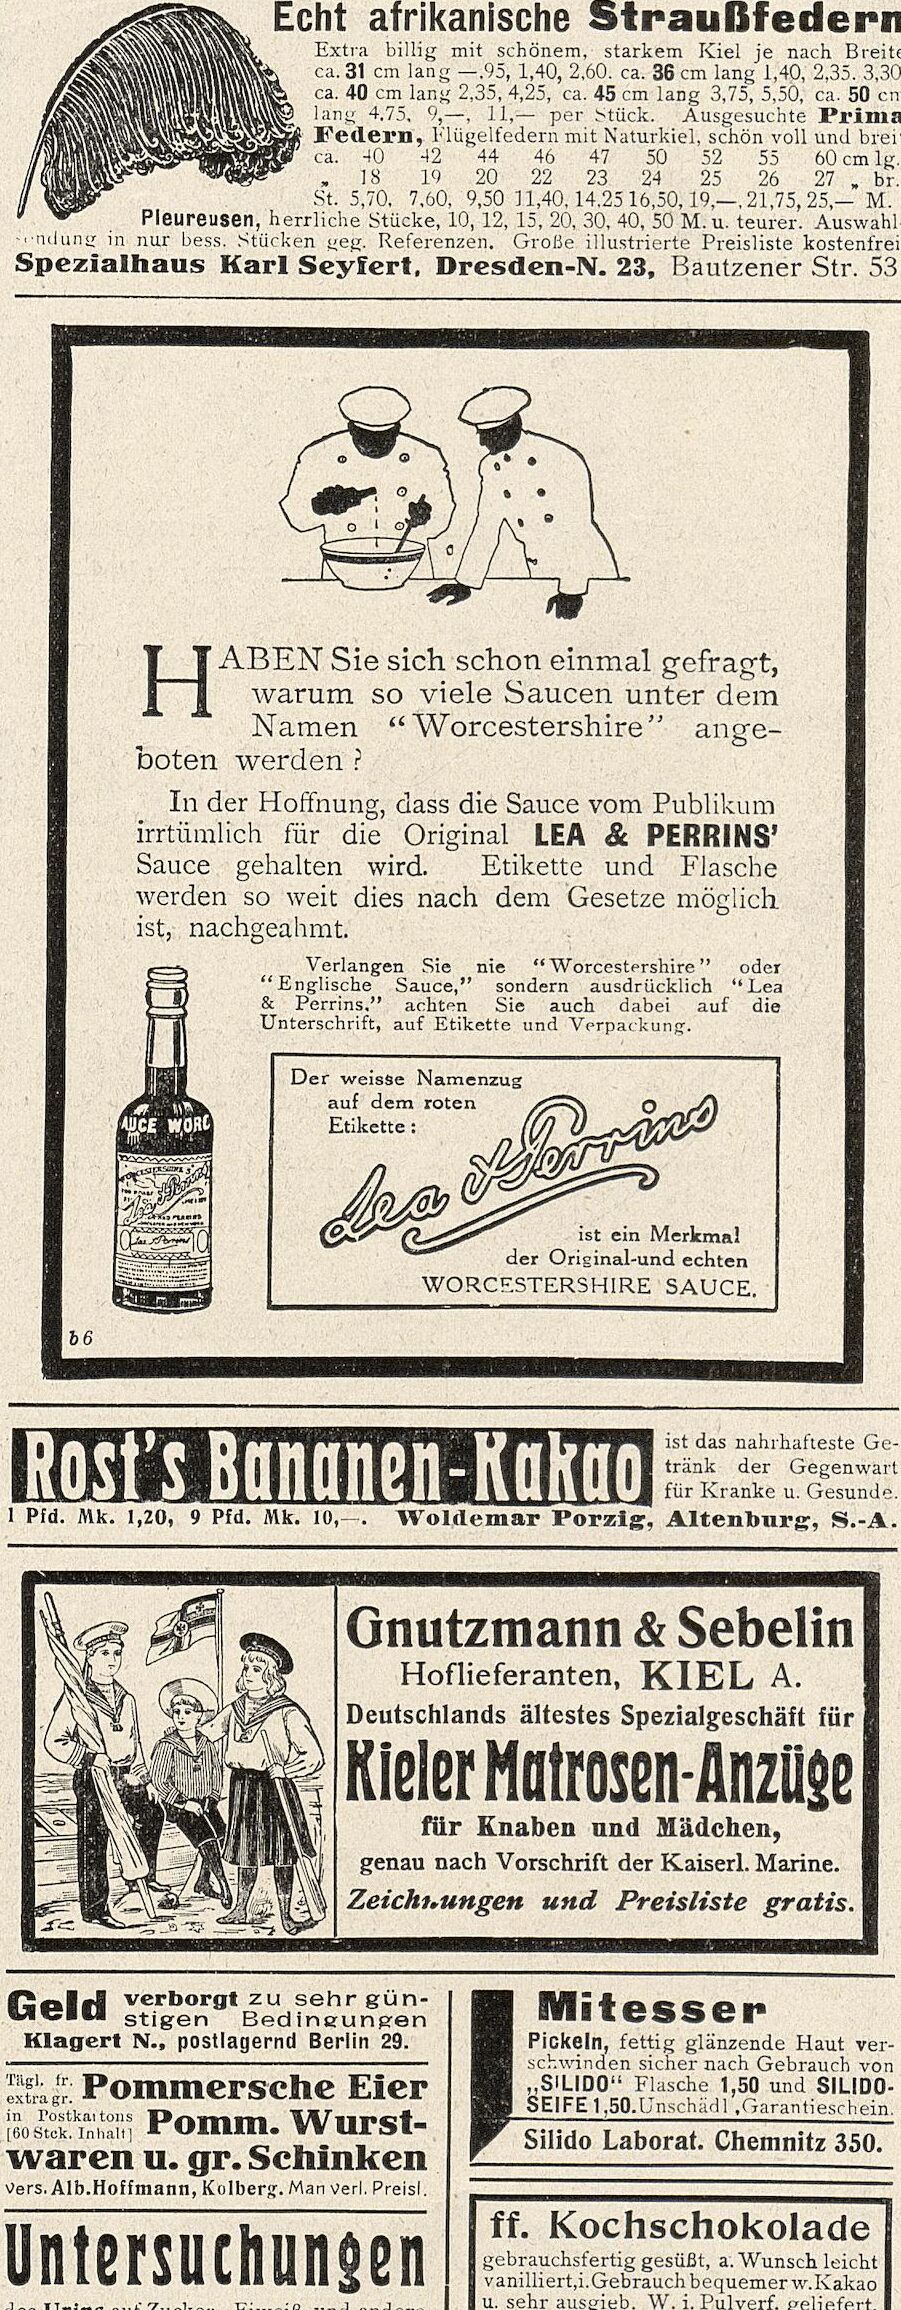 Echt afrikanische Straußfedern
Extra billig mit schönem, starkem Kiel je nach Breite
ca. 31 cm lang —.95, 1,40, 2,60. ca. 36 cm lang 1,40, 2,35. 3,30
ca. 40 cm lang 2,35, 4,25, ca. 45 cm lang 3,75, 5,50, ca. 50 cm
lang 4,75, 9,—, 11,— per Stück. Ausgesuchte Prima
Federn, Flügelfedern mit Naturkiel, schön voll und breit
ca. 40 42 44 46 47 50 52 55 60 cm lg.
„ 18 19 20 22 23 24 25 26 27 „ br.
St. 5,70, 7,60, 9,50 11,40, 14.25 16,50, 19,—, 21,75, 25,— M.
Pleureusen, herrliche Stücke, 10, 12, 15, 20, 30, 40, 50 M. u. teurer. Auswahl-
sendung in nur bess. Stücken geg. Referenzen. Große illustrierte Preisliste kostenfrei
Spezialhaus Karl Seyfert, Dresden-N. 23, Bautzener Str. 53
HABEN Sie sich schon einmal gefragt,
warum so viele Saucen unter dem
Namen “Worcestershire” ange-
boten werden ?
In der Hoffnung, dass die Sauce vom Publikum
irrtümlich für die Original LEA & PERRINS’
Sauce gehalten wird. Etikette und Flasche
werden so weit dies nach dem Gesetze möglich
ist, nachgeahmt.
Verlangen Sie nie “Worcestershire” oder
“Englische Sauce,” sondern ausdrücklich “Lea
& Perrins,” achten Sie auch dabei auf die
Unterschrift, auf Etikette und Verpackung.
AUCE WORC
WORCESTERSHIRE S
Lea & Perrins
Lea & Perrins
Der weisse Namenzug
auf dem roten
Etikette :
Lea & Perrins
ist ein Merkmal
der Original-und echten
WORCESTERSHIRE SAUCE.
b 6
Rost's Bananen-Kakao
ist das nahrhafteste Ge-
tränk der Gegenwart
für Kranke u. Gesunde.
1 Pfd. Mk. 1,20, 9 Pfd. Mk. 10,—. Woldemar Porzig, Altenburg, S.-A.
Gnutzmann & Sebelin
Hoflieferanten, KIEL A.
Deutschlands ältestes Spezialgeschäft für
Kieler Matrosen-Anzüge
für Knaben und Mädchen,
genau nach Vorschrift der Kaiserl. Marine.
Zeichnungen und Preisliste gratis.
Geld verborgt zu sehr gün-
stigen Bedingungen
Klagert N., postlagernd Berlin 29.
Tägl. fr.
extra gr. Pommersche Eier
in Postkartons
[60 Stck. Inhalt] Pomm. Wurst-
waren u. gr. Schinken
vers. Alb.Hoffmann, Kolberg. Man verl. Preisl.
Untersuchungen
des Urins auf Zucker, Eiweiß und andere
Mitesser
Pickeln, fettig glänzende Haut ver-
schwinden sicher nach Gebrauch von
„SILIDO“ Flasche 1,50 und SILIDO-
SEIFE 1,50. Unschädl, Garantieschein.
Silido Laborat. Chemnitz 350.
ff. Kochschokolade
gebrauchsfertig gesüßt, a. Wunsch leicht
vanilliert, i. Gebrauch bequemer w. Kakao
u. sehr ausgieb. W. i. Pulverf. geliefert.